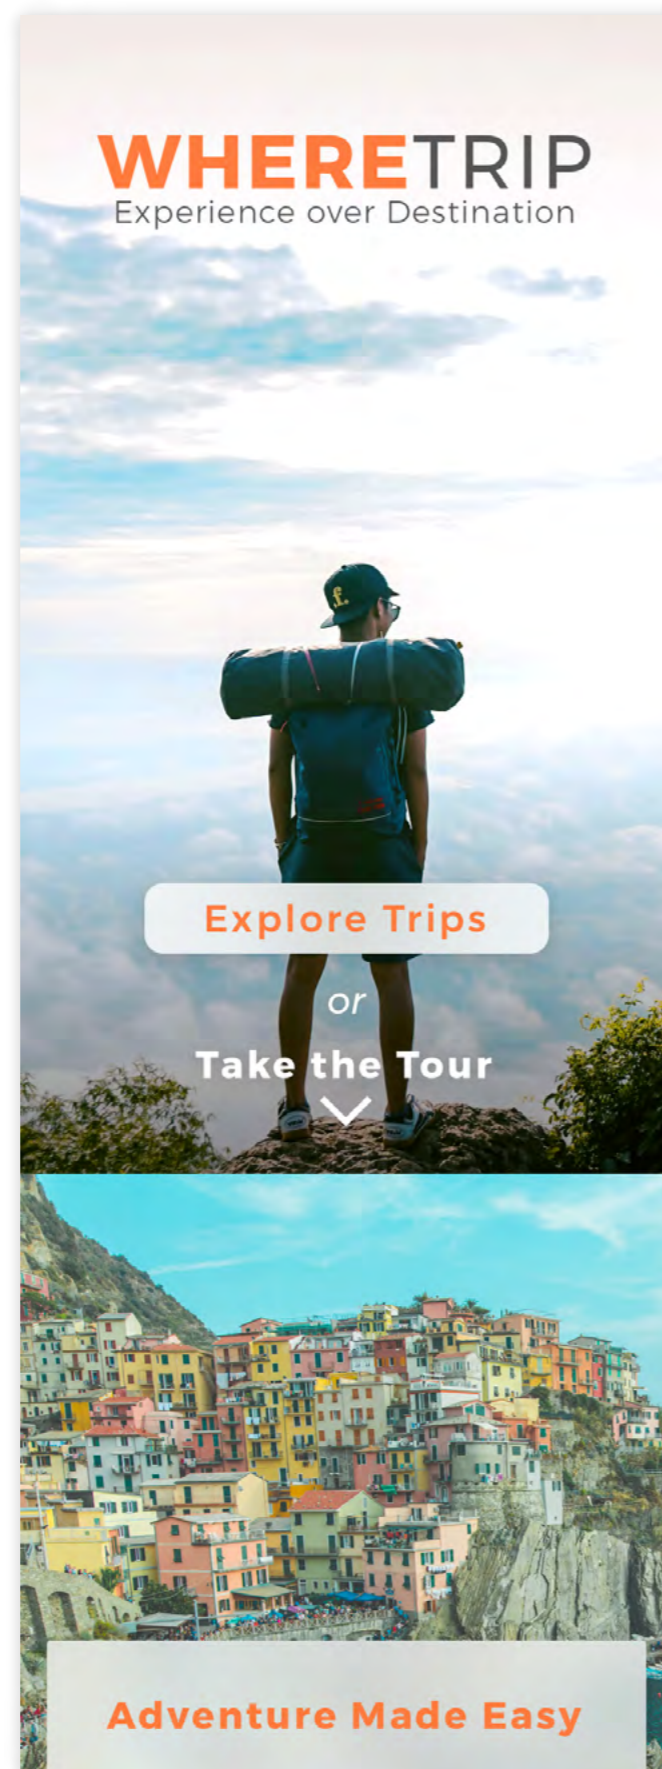 WHERETRIP
Experience over Destination
f.
Explore Trips
or
Take the Tour
Adventure Made Easy